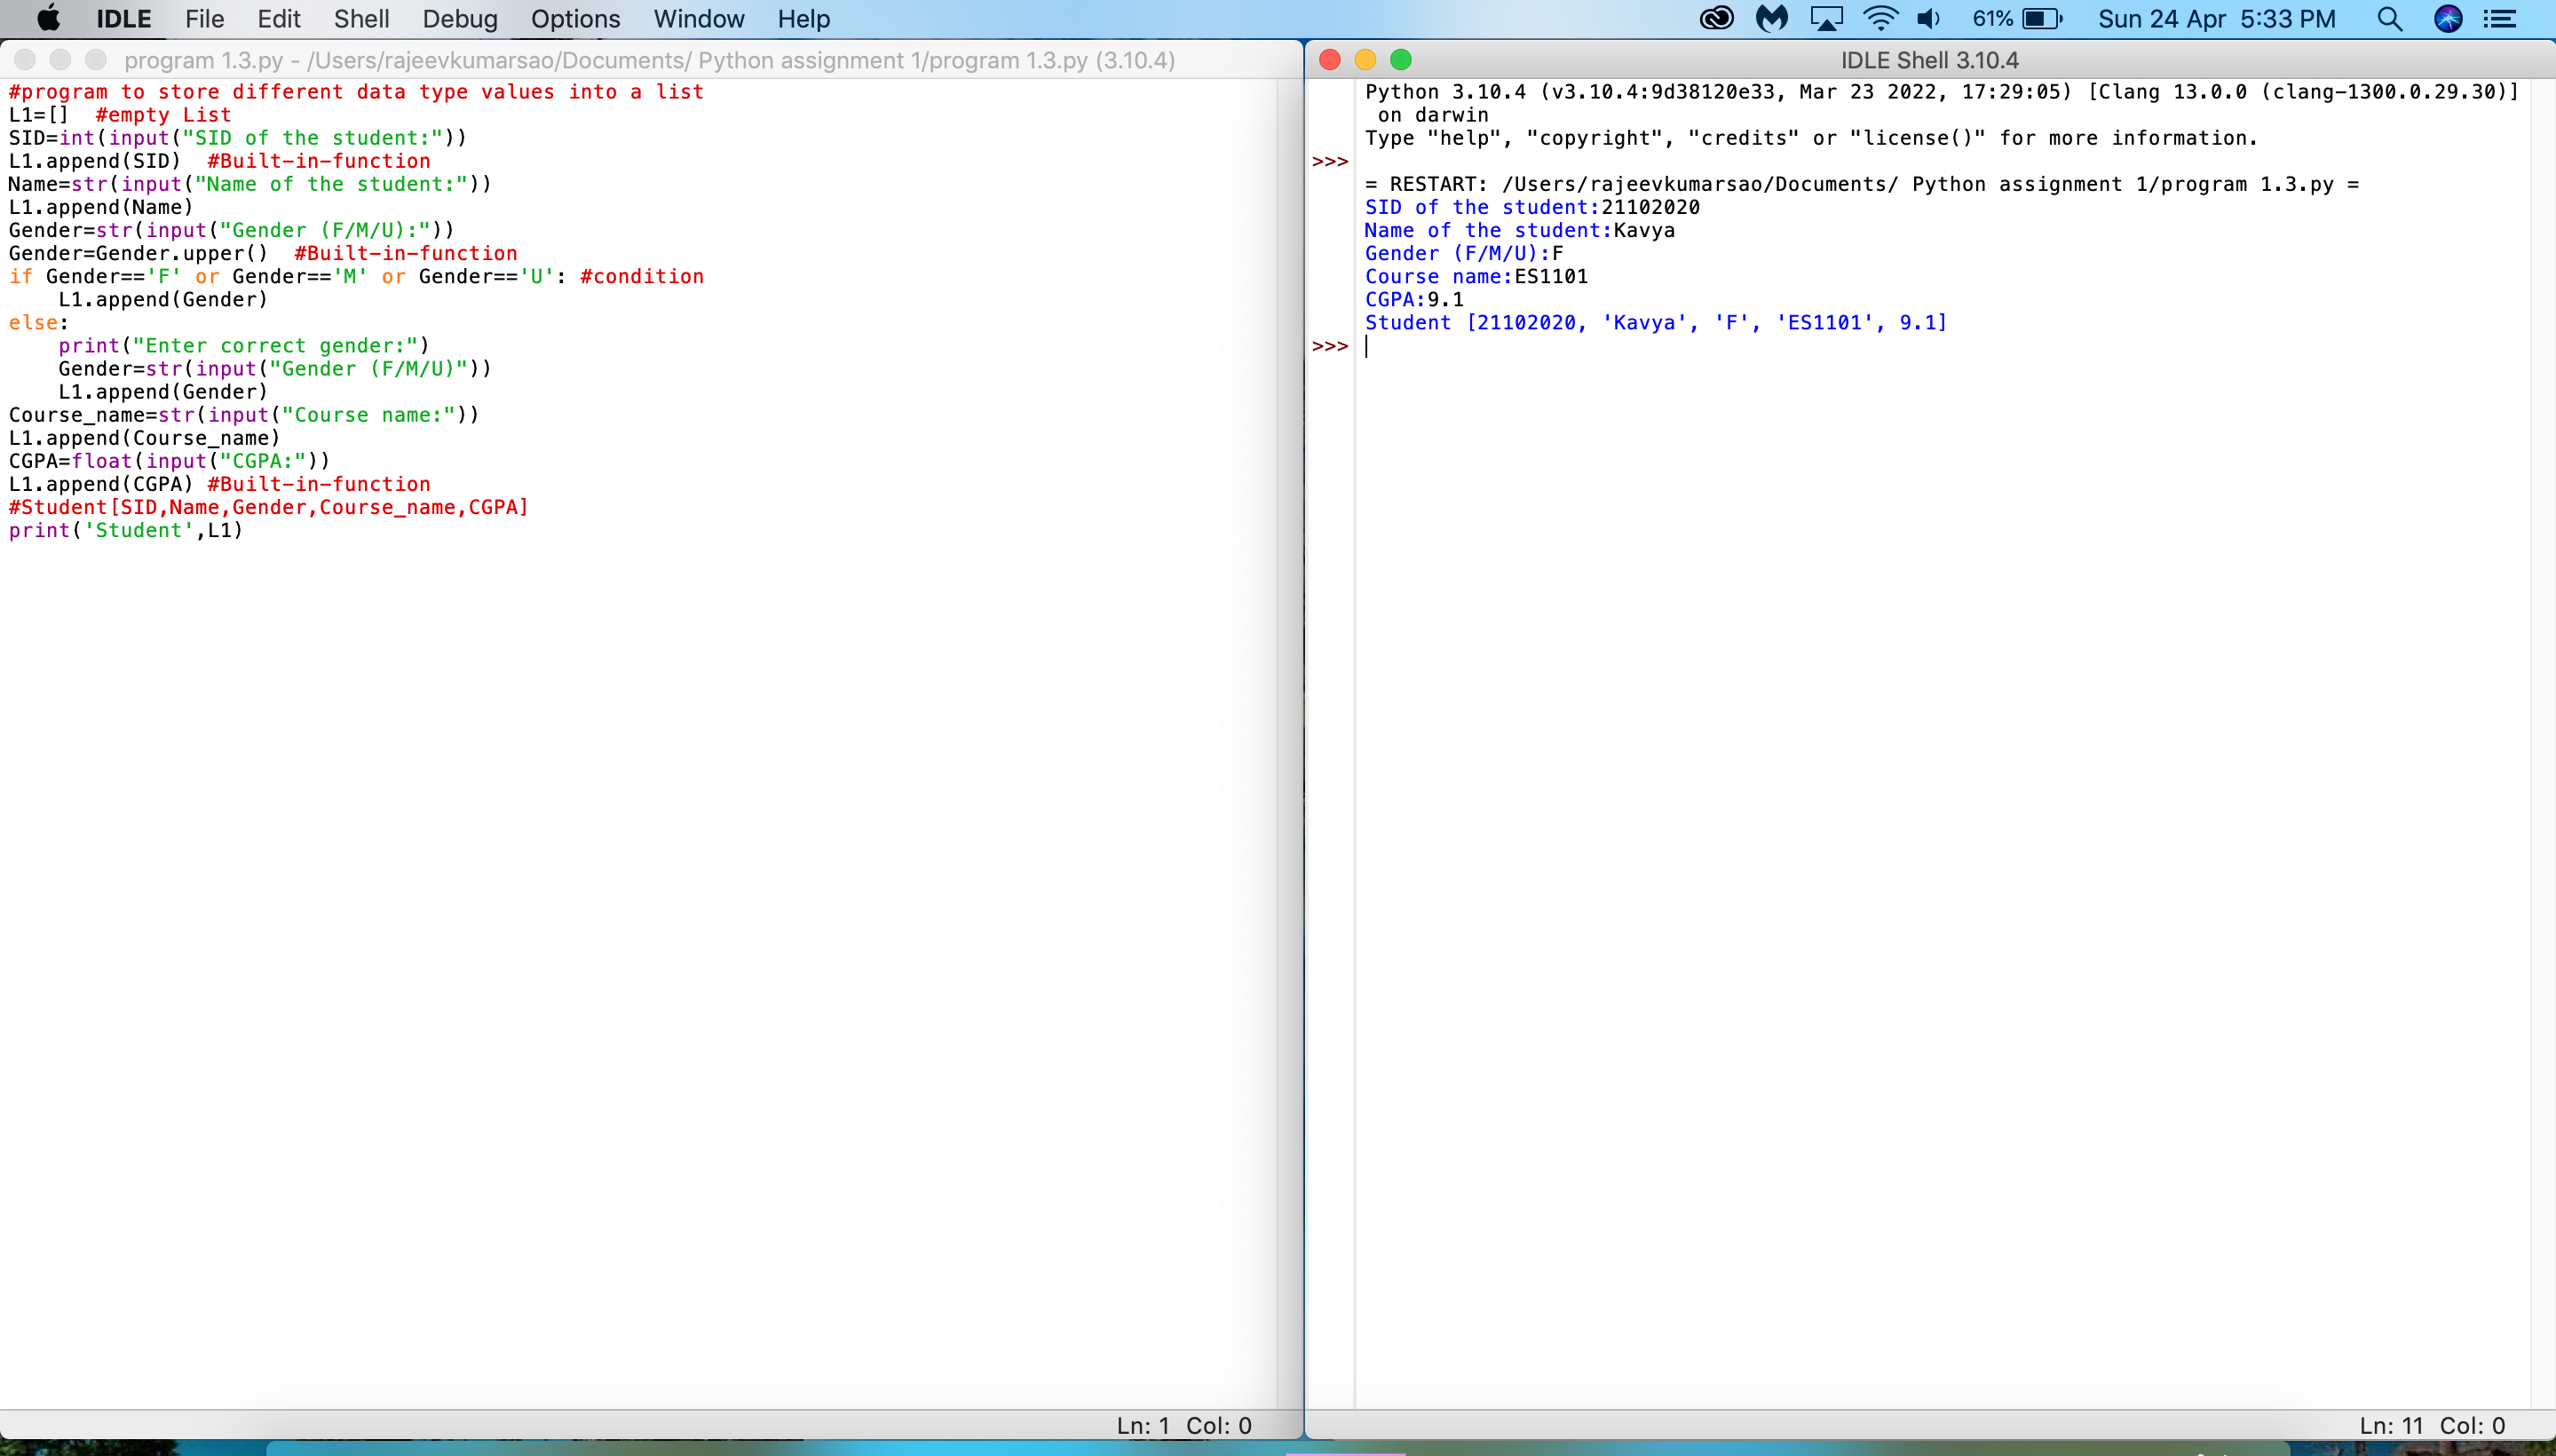 IDLE File Edit Shell Debug Options Window Help 61% Sun 24 Apr 5:33 PM
program 1.3.py - /Users/rajeevkumarsao/Documents/ Python assignment 1/program 1.3.py (3.10.4)
#program to store different data type values into a list
L1=[]  #empty List
SID=int(input("SID of the student:"))
L1.append(SID)  #Built-in-function
Name=str(input("Name of the student:"))
L1.append(Name)
Gender=str(input("Gender (F/M/U):"))
Gender=Gender.upper()  #Built-in-function
if Gender=='F' or Gender=='M' or Gender=='U': #condition
    L1.append(Gender)
else:
    print("Enter correct gender:")
    Gender=str(input("Gender (F/M/U)"))
    L1.append(Gender)
Course_name=str(input("Course name:"))
L1.append(Course_name)
CGPA=float(input("CGPA:"))
L1.append(CGPA) #Built-in-function
#Student[SID,Name,Gender,Course_name,CGPA]
print('Student',L1)
Ln: 1 Col: 0
IDLE Shell 3.10.4
Python 3.10.4 (v3.10.4:9d38120e33, Mar 23 2022, 17:29:05) [Clang 13.0.0 (clang-1300.0.29.30)]
 on darwin
Type "help", "copyright", "credits" or "license()" for more information.
>>>
= RESTART: /Users/rajeevkumarsao/Documents/ Python assignment 1/program 1.3.py =
SID of the student:21102020
Name of the student:Kavya
Gender (F/M/U):F
Course name:ES1101
CGPA:9.1
Student [21102020, 'Kavya', 'F', 'ES1101', 9.1]
>>>
Ln: 11 Col: 0